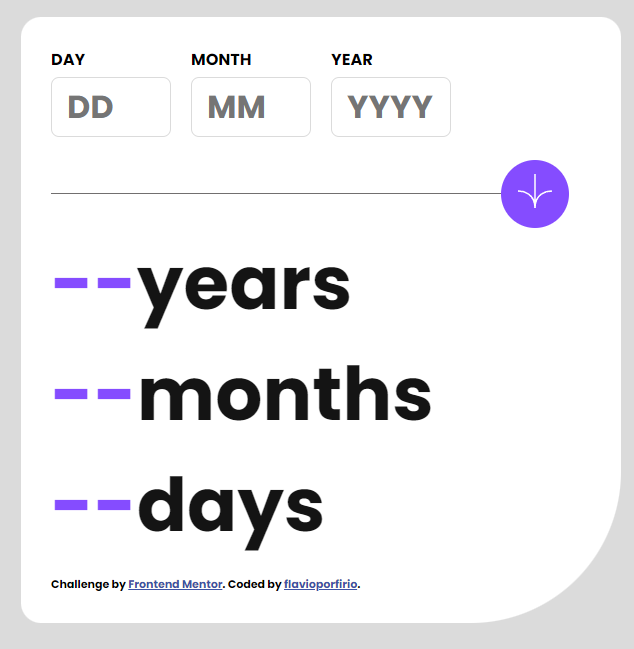 DAY MONTH YEAR
DD MM YYYY
--years
--months
--days
Challenge by Frontend Mentor. Coded by flavioporfirio.